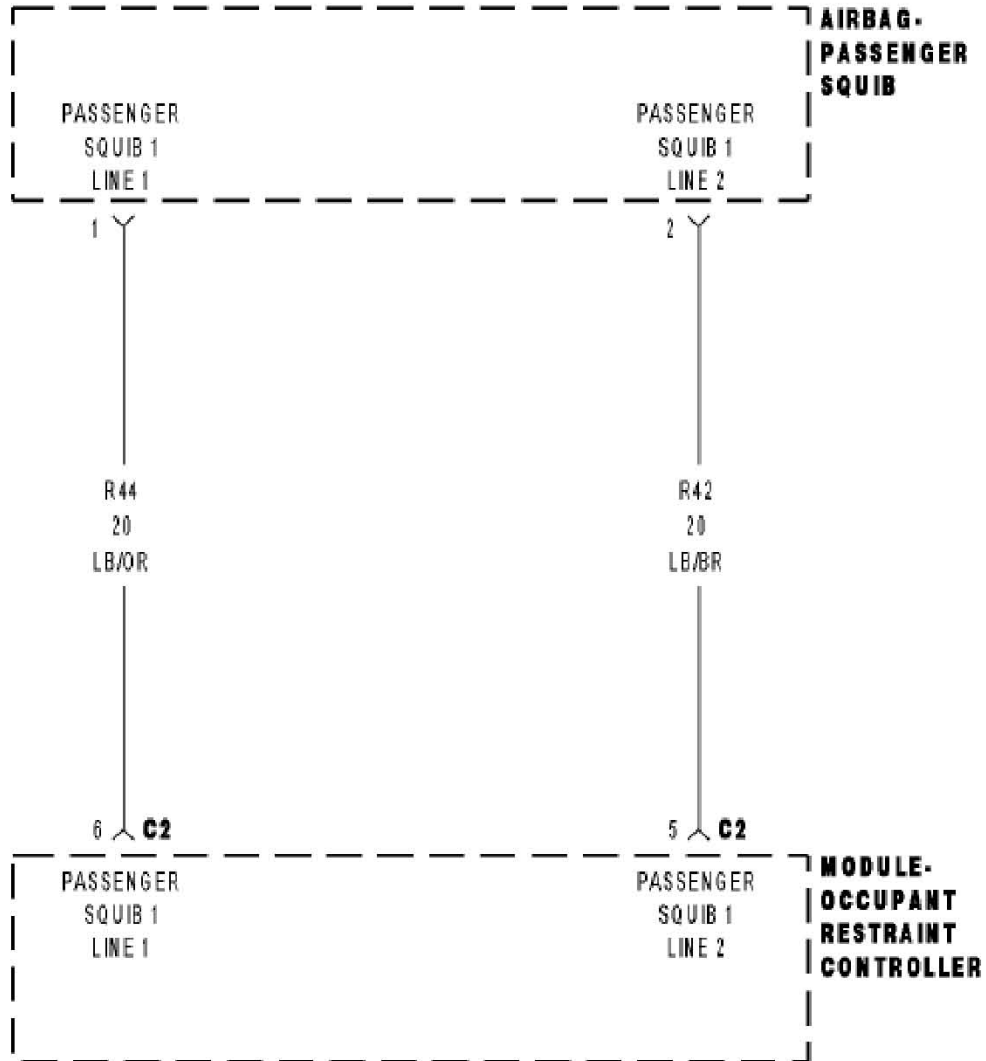 AIRBAG-
PASSENGER
SQUIB
PASSENGER
SQUIB 1
LINE 1
PASSENGER
SQUIB 1
LINE 2
1
2
R44
20
LB/OR
R42
20
LB/BR
6 C2
5 C2
PASSENGER
SQUIB 1
LINE 1
PASSENGER
SQUIB 1
LINE 2
MODULE-
OCCUPANT
RESTRAINT
CONTROLLER